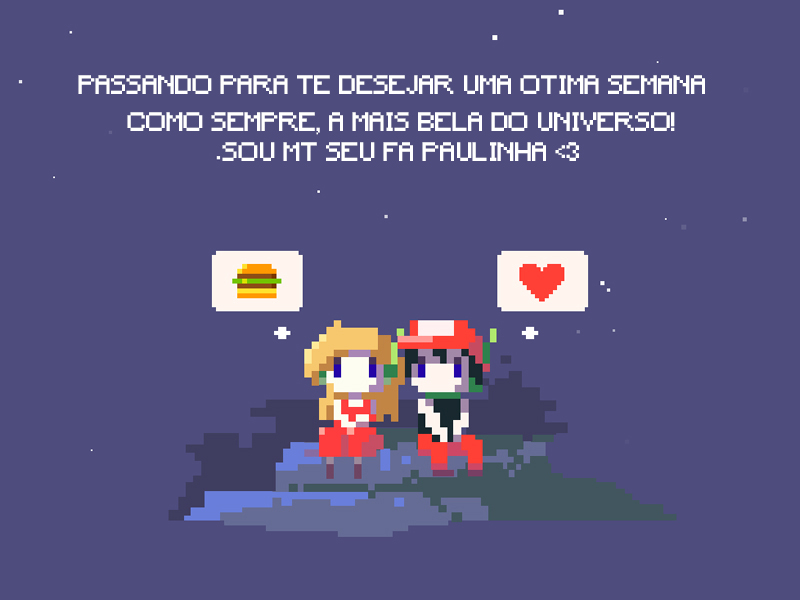 PASSANDO PARA TE DESEJAR UMA OTIMA SEMANA
COMO SEMPRE, A MAIS BELA DO UNIVERSO!
.SOU MT SEU FA PAULINHA <3